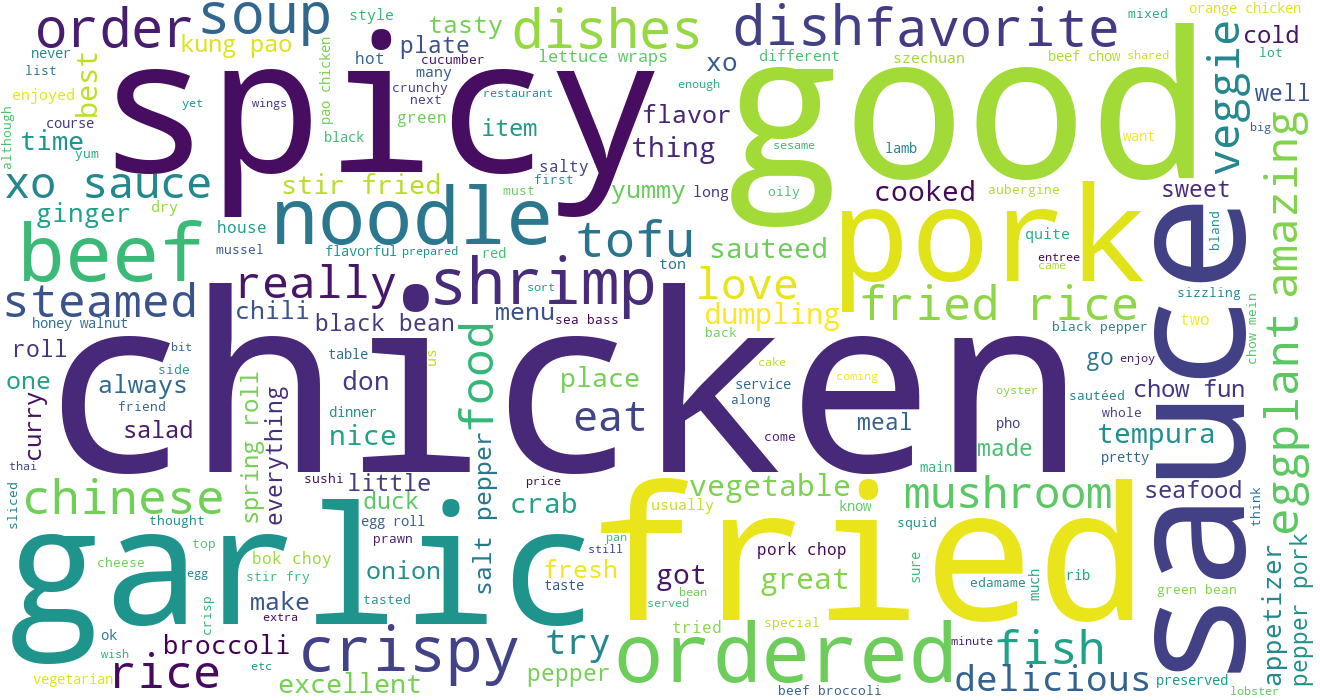 order
soup
tasty
style
dishes
dish
favorite
mixed
orange chicken
never
list
kung pao
plate
hot
cucumber
many
crunchy
next
lettuce wraps
xo
different
szechuan
beef chow
shared
cold
lot
enjoyed
best
spicy
good
veggie
well
although
yet
wings
pao chicken
restaurant
enough
course
time
yum
black
green
item
flavor
thing
sesame
lamb
want
big
xo sauce
stir fried
salty
first
must
yummy
long
oily
cooked
aubergine
sweet
ginger
dry
house
noodle
tofu
pork
quite
bland
eggplant amazing
beef
mussel
flavorful
prepared
red
ton
sauteed
came
entree
sauce
steamed
really
shrimp
sort
love
fried rice
sizzling
honey walnut
chili
black bean
menu
sea bass
dumpling
back
black pepper
two
chow mein
roll
bit
table
us
food
chicken
cake
go
enjoy
one
side
always
don
place
service
along
coming
oyster
sautéed
chow fun
friend
curry
salad
spring roll
everything
dinner
nice
eat
come
meal
pho
whole
made
tempura
pretty
thai
sushi
little
salt pepper
price
main
chinese
duck
crab
vegetable
usually
know
mushroom
seafood
think
sliced
thought
egg roll
prawn
pan
still
squid
garlic
fried
top
cheese
bok choy
onion
fresh
pork chop
sure
green bean
egg
stir fry
taste
got
great
edamame
much
rib
appetizer
pepper pork
crisp
make
tasted
bean
served
extra
tried
special
ok
wish
broccoli
crispy
try
ordered
minute
fish
vegetarian
rice
etc
excellent
pepper
beef broccoli
delicious
preserved
lobster